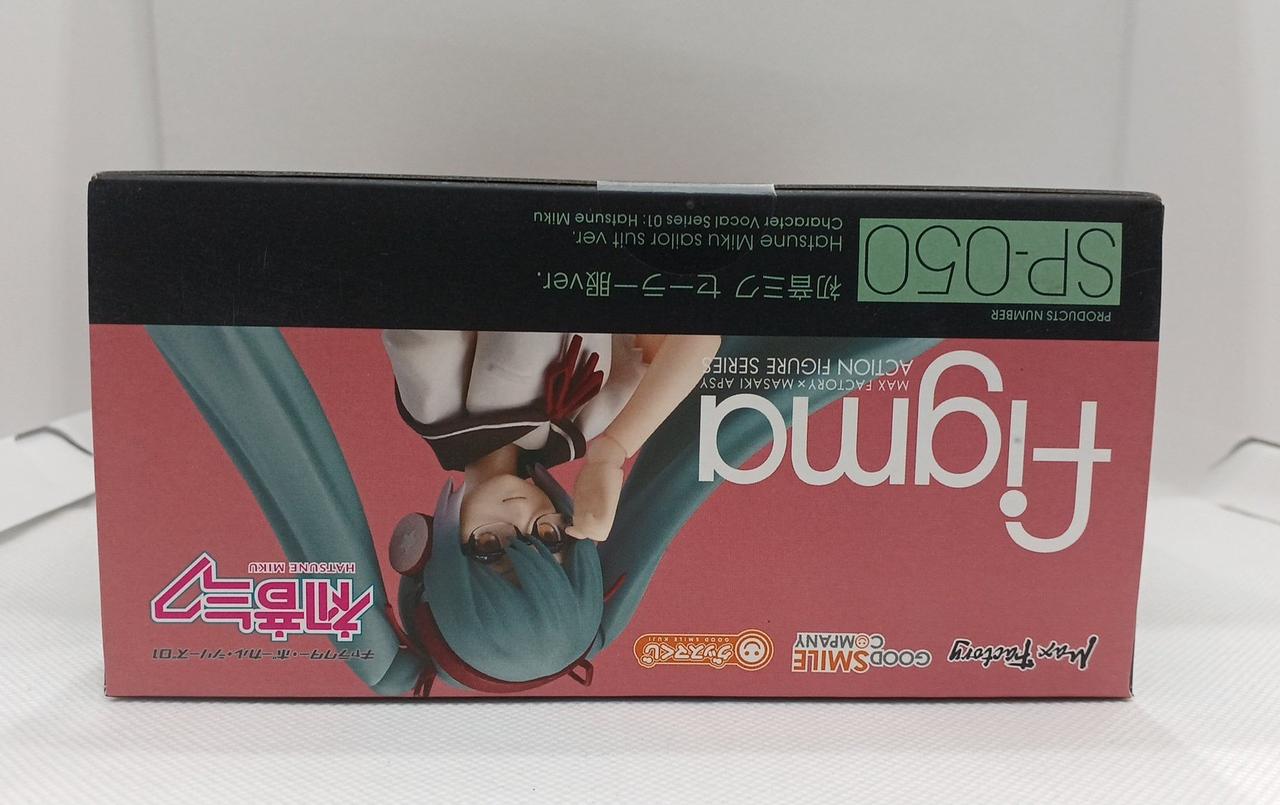 Max Factory
GOOD SMILE COMPANY
グッスマくじ
GOOD SMILE KUJI
キャラクター・ボーカル・シリーズ01
初音ミク
HATSUNE MIKU
figma
MAX FACTORY × MASAKI APSY
ACTION FIGURE SERIES
PRODUCTS NUMBER
SP-050
初音ミク セーラー服ver.
Hatsune Miku sailor suit ver.
Character Vocal Series 01: Hatsune Miku